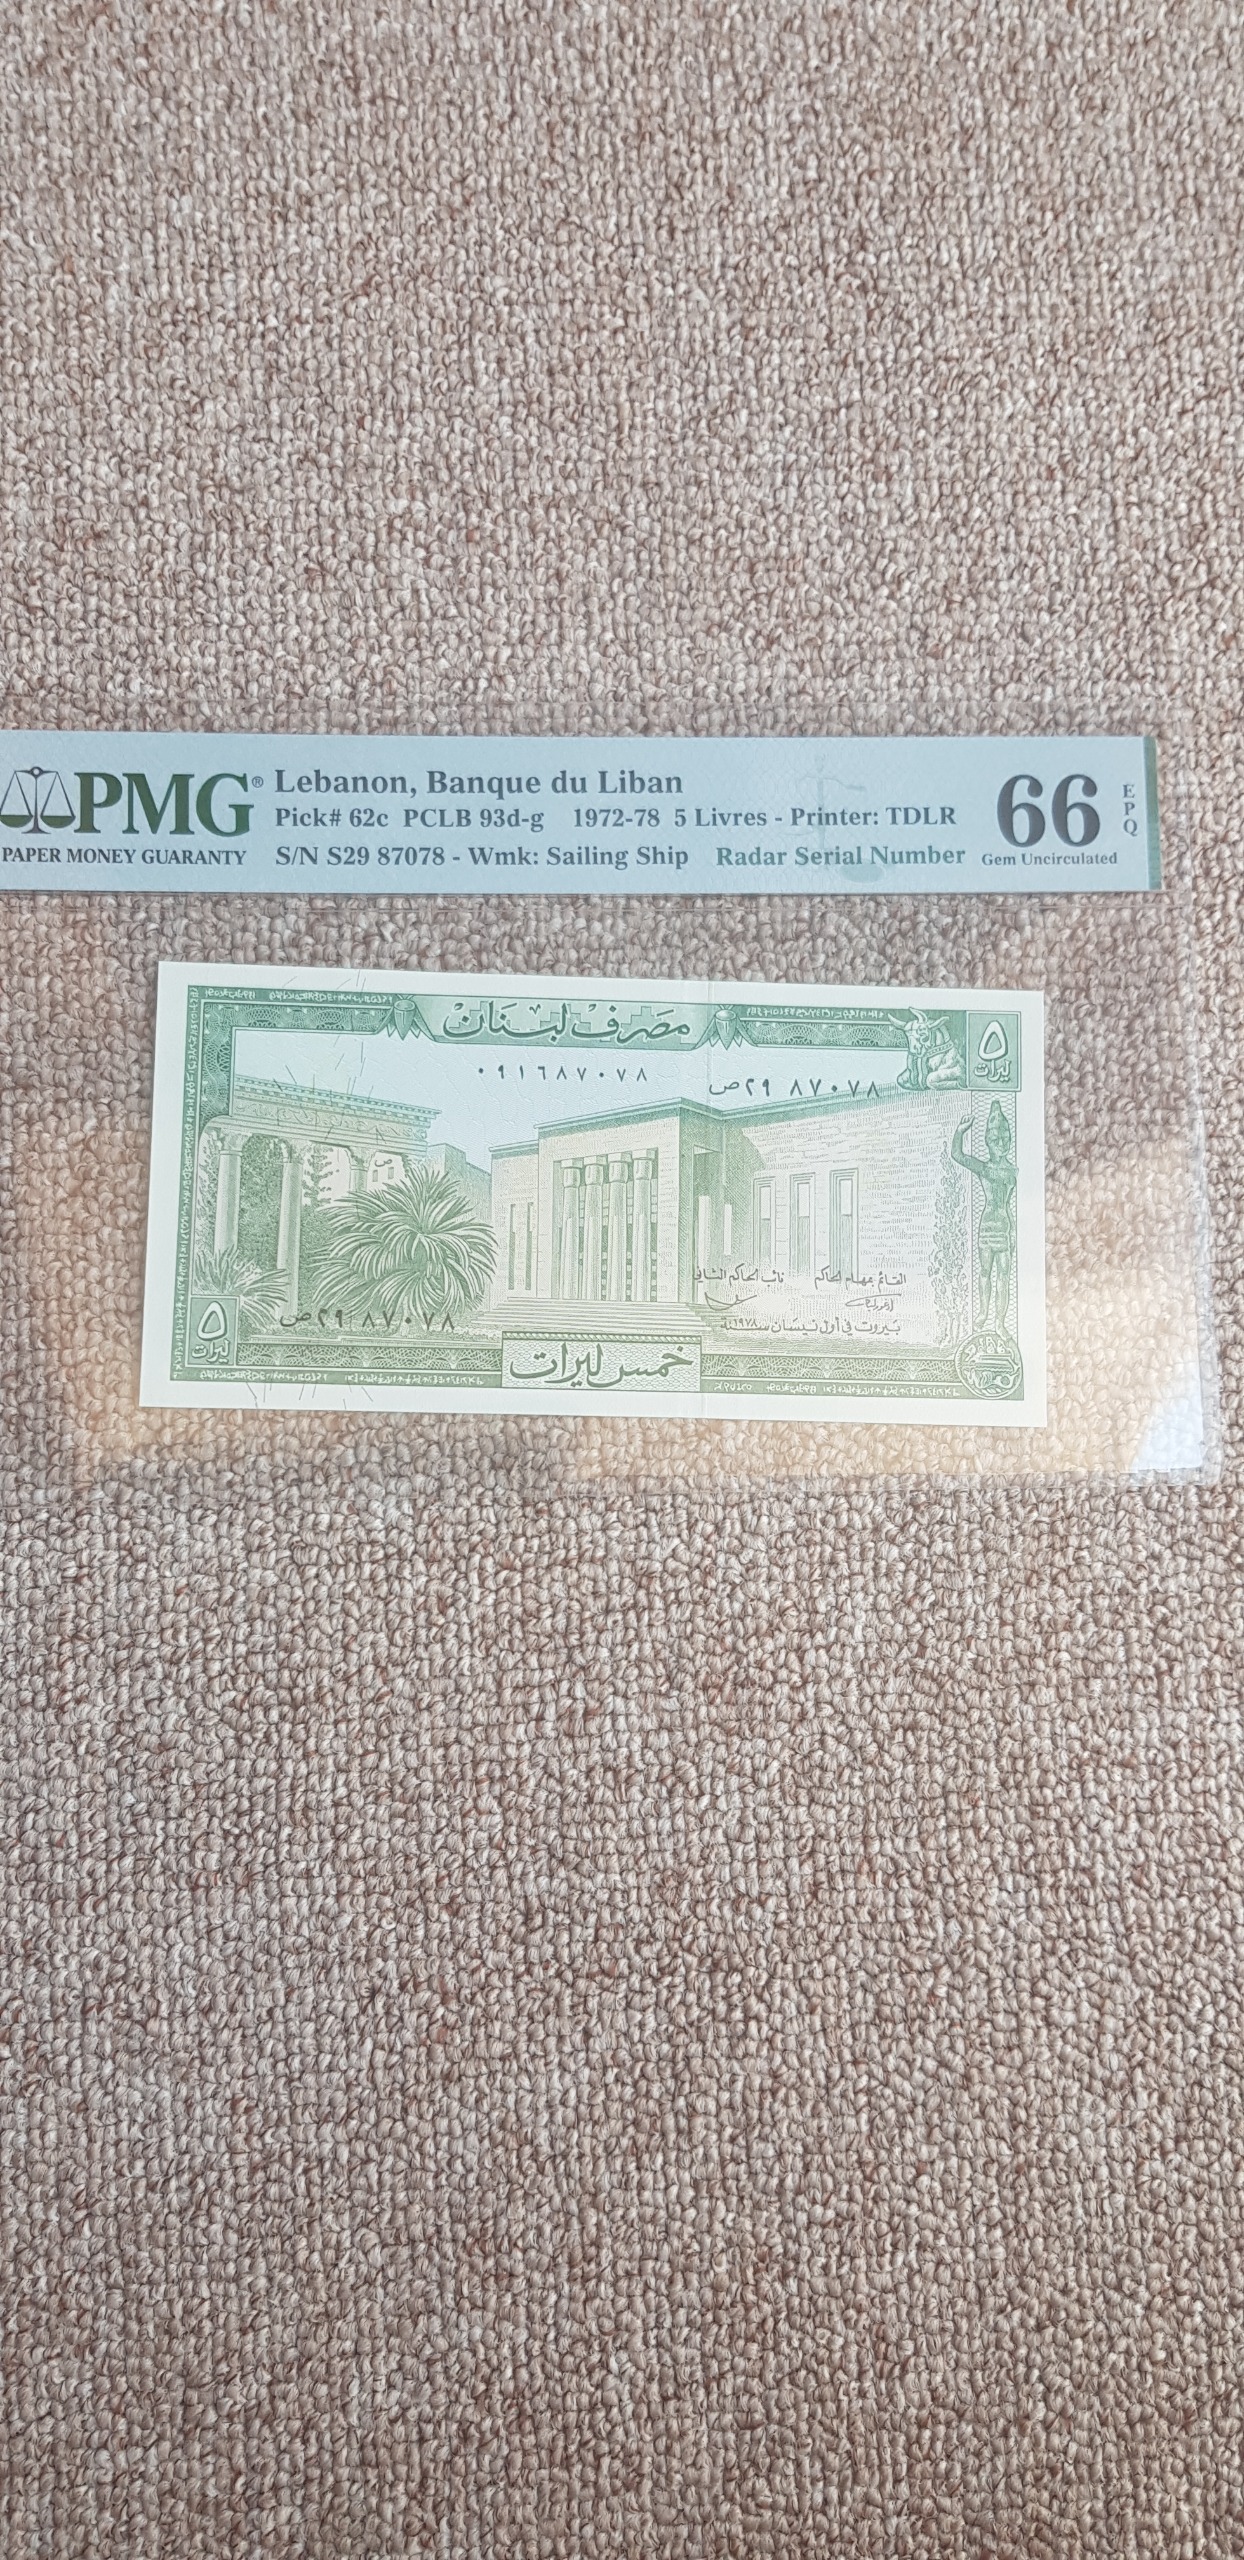 PMG®
PAPER MONEY GUARANTY
Lebanon, Banque du Liban
Pick# 62c PCLB 93d-g 1972-78 5 Livres - Printer: TDLR
S/N S29 87078 - Wmk: Sailing Ship Radar Serial Number
66
EPQ
Gem Uncirculated
مصرف لبنان
٥
ليرات
٠٩١٦٨٧٠٧٨
ص٢٩ ٨٧٠٧٨
ص
القائم بمهام الحاكم
نائب الحاكم الثاني
بيروت في أول نيسان سنة ١٩٧٨
ص٢٩ ٨٧٠٧٨
٥
ليرات
خمس ليرات